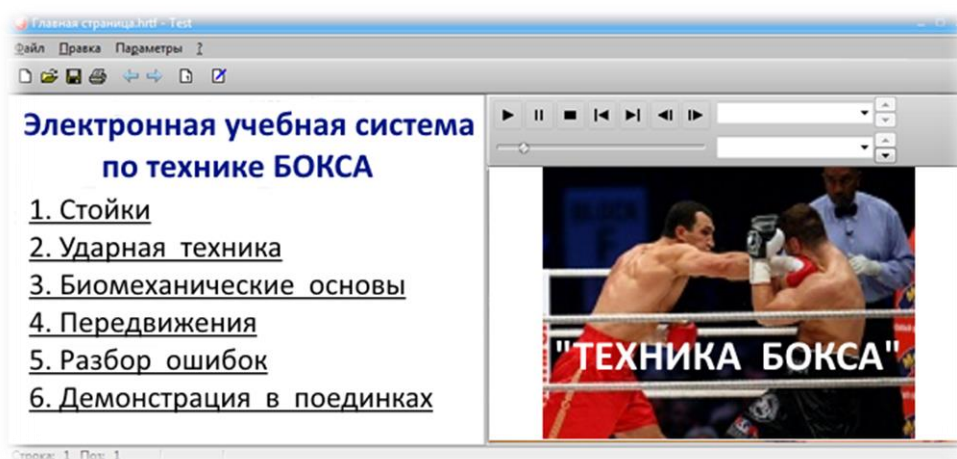 Главная страница.hrtf - Test
Файл Правка Параметры ?
Электронная учебная система
по технике БОКСА
1. Стойки
2. Ударная техника
3. Биомеханические основы
4. Передвижения
5. Разбор ошибок
6. Демонстрация в поединках
"ТЕХНИКА БОКСА"
Строка: 1 Поз: 1